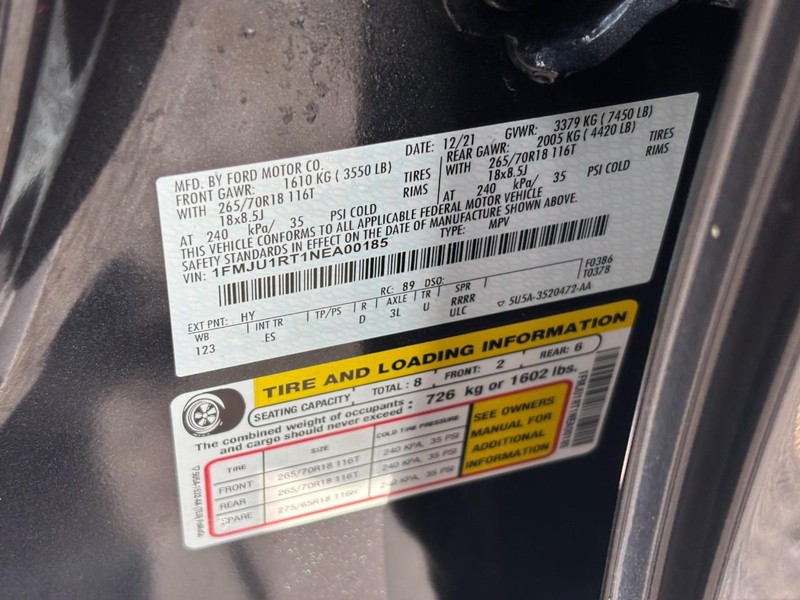 MFD. BY FORD MOTOR CO.
DATE: 12/21 GVWR: 3379 KG ( 7450 LB)
FRONT GAWR: 1610 KG ( 3550 LB)
REAR GAWR: 2005 KG ( 4420 LB)
WITH 265/70R18 116T TIRES
WITH 265/70R18 116T TIRES
18x8.5J RIMS
18x8.5J RIMS
AT 240 kPa/ 35 PSI COLD
AT 240 kPa/ 35 PSI COLD
THIS VEHICLE CONFORMS TO ALL APPLICABLE FEDERAL MOTOR VEHICLE
SAFETY STANDARDS IN EFFECT ON THE DATE OF MANUFACTURE SHOWN ABOVE.
VIN: 1FMJU1RT1NEA00185 TYPE: MPV
F0386
T0378
EXT PNT: HY RC: 89 DSO:
WB INT TR TP/PS R AXLE TR SPR
123 ES D 3L U RRRR
ULC
5U5A-3520472-AA
TIRE AND LOADING INFORMATION
SEATING CAPACITY TOTAL: 8 FRONT: 2 REAR: 6
The combined weight of occupants
and cargo should never exceed : 726 kg or 1602 lbs.
TIRE SIZE COLD TIRE PRESSURE
FRONT 265/70R18 116T 240 KPA, 35 PSI
REAR 265/70R18 116T 240 KPA, 35 PSI
SPARE 275/65R18 116H 240 KPA, 35 PSI
SEE OWNERS
MANUAL FOR
ADDITIONAL
INFORMATION